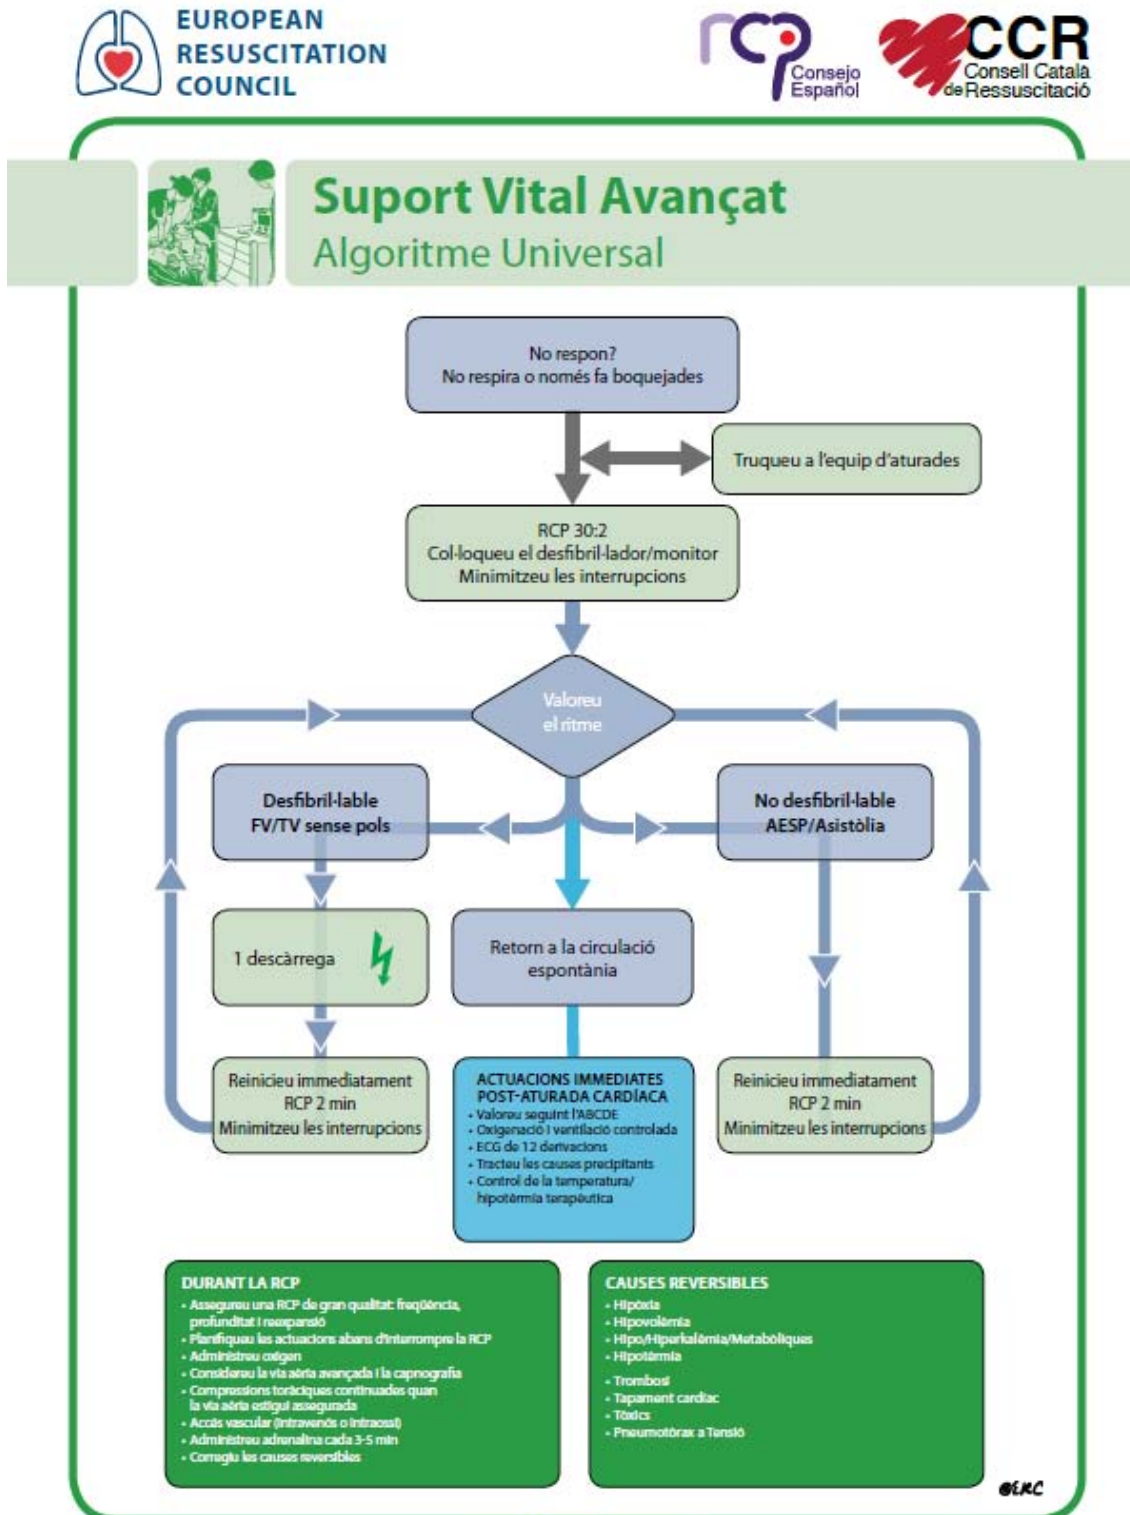 EUROPEAN
RESUSCITATION
COUNCIL
rcp
Consejo
Español
CCR
Consell Català
de Ressuscitació
Suport Vital Avançat
Algoritme Universal
No respon?
No respira o només fa boquejades
Truqueu a l'equip d'aturades
RCP 30:2
Col·loqueu el desfibril·lador/monitor
Minimitzeu les interrupcions
Valoreu
el ritme
Desfibril·lable
FV/TV sense pols
No desfibril·lable
AESP/Asistòlia
1 descàrrega
Retorn a la circulació
espontània
Reinicieu immediatament
RCP 2 min
Minimitzeu les interrupcions
ACTUACIONS IMMEDIATES
POST-ATURADA CARDÍACA
• Valoreu seguint l'ABCDE
• Oxigenació i ventilació controlada
• ECG de 12 derivacions
• Tracteu les causes precipitants
• Control de la temperatura/
hipotèrmia terapèutica
Reinicieu immediatament
RCP 2 min
Minimitzeu les interrupcions
DURANT LA RCP
• Assegureu una RCP de gran qualitat: freqüència,
profunditat i reexpansió
• Planifiqueu les actuacions abans d'interrompre la RCP
• Administreu oxigen
• Considereu la via aèria avançada i la capnografia
• Compressions toràciques continuades quan
la via aèria estigui assegurada
• Accés vascular (intravenós o intraossi)
• Administreu adrenalina cada 3-5 min
• Corregiu les causes reversibles
CAUSES REVERSIBLES
• Hipòxia
• Hipovolèmia
• Hipo/Hiperkalèmia/Metabòliques
• Hipotèrmia
• Trombosi
• Tapament cardíac
• Tòxics
• Pneumotòrax a Tensió
@ERC